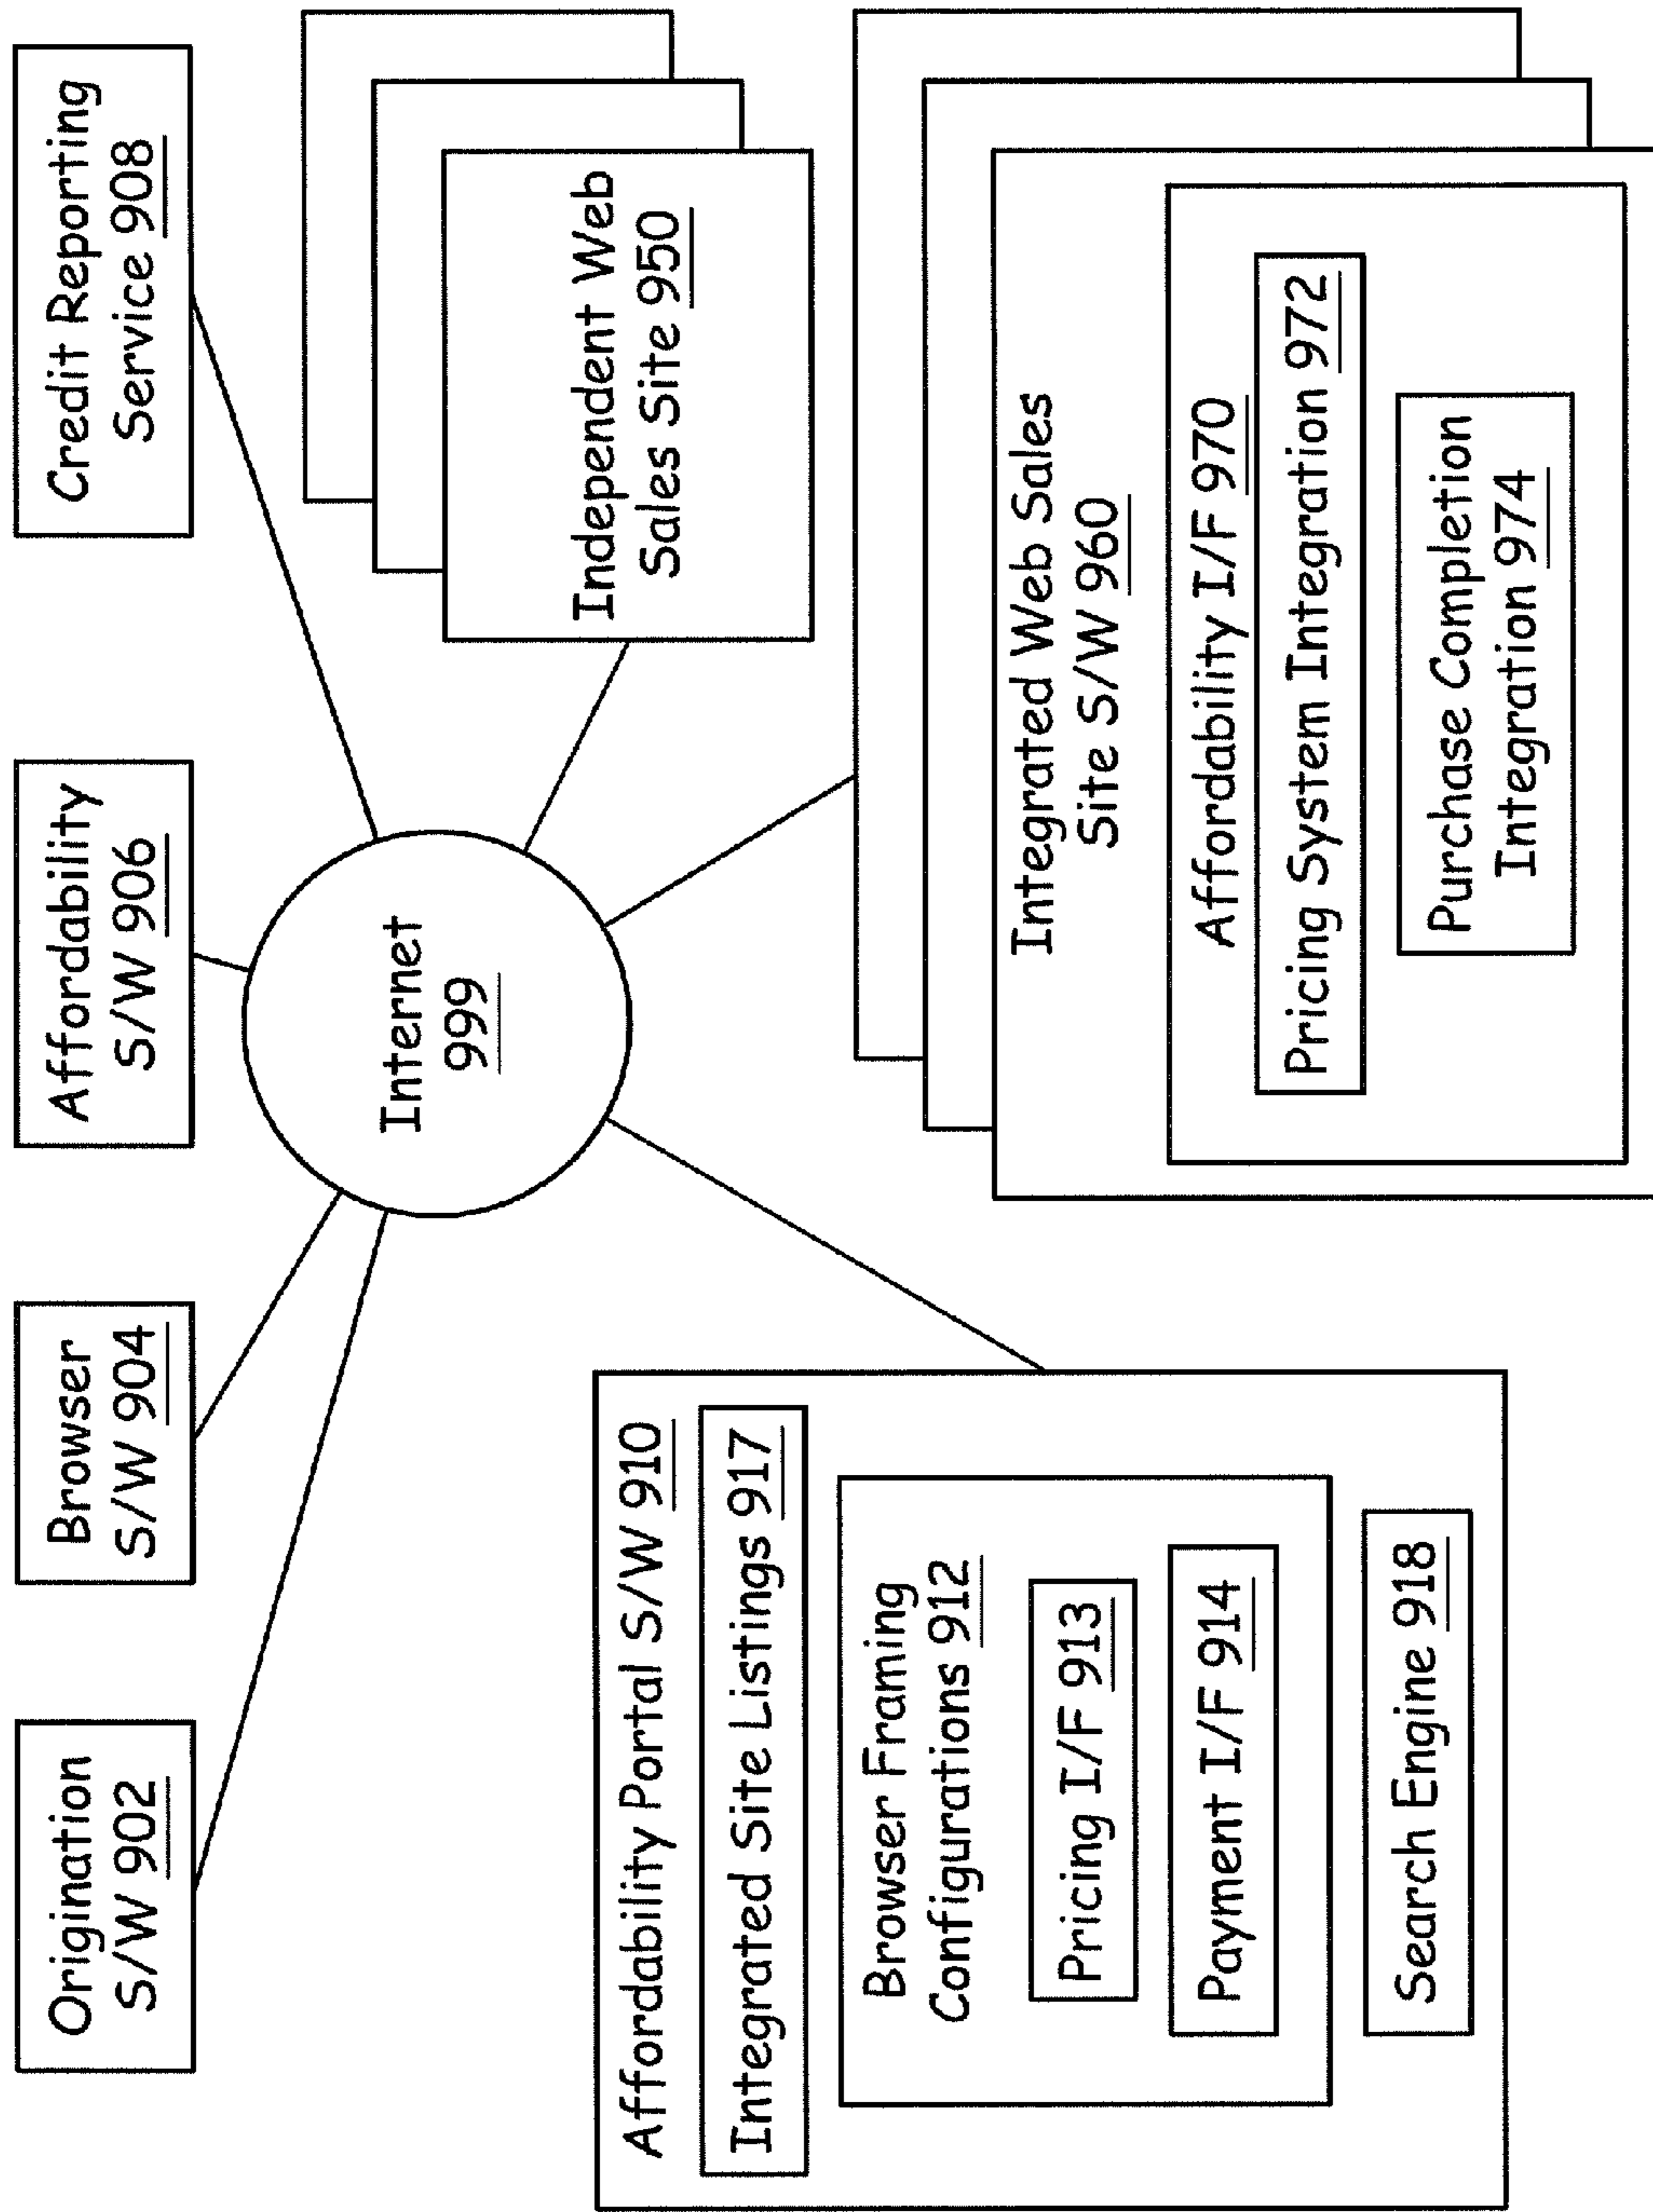 Origination
S/W 902
Browser
S/W 904
Affordability
S/W 906
Credit Reporting
Service 908
Internet
999
Independent Web
Sales Site 950
Affordability Portal S/W 910
Integrated Site Listings 917
Browser Framing
Configurations 912
Pricing I/F 913
Payment I/F 914
Search Engine 918
Integrated Web Sales
Site S/W 960
Affordability I/F 970
Pricing System Integration 972
Purchase Completion
Integration 974